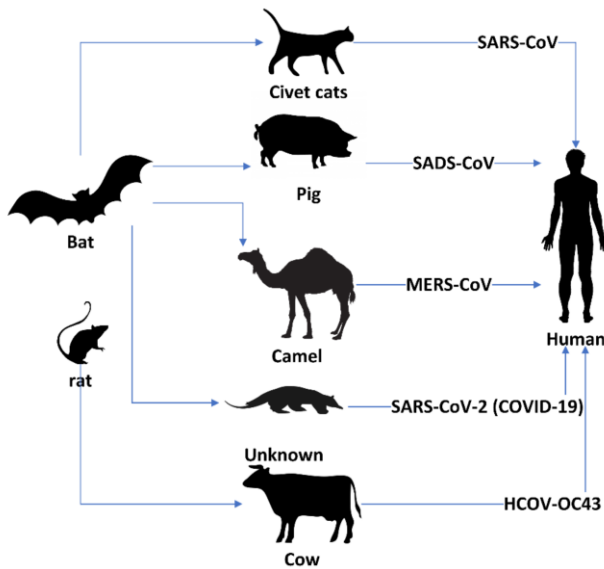 SARS-CoV
Civet cats
SADS-CoV
Pig
Bat
MERS-CoV
Camel
Human
rat
SARS-CoV-2 (COVID-19)
Unknown
HCOV-OC43
Cow